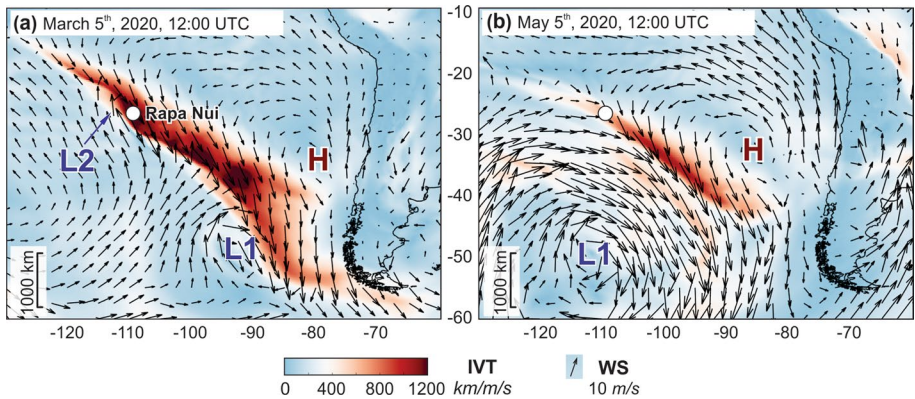 (a) March 5th, 2020, 12:00 UTC
Rapa Nui
L2
H
L1
1000 km
-120 -110 -100 -90 -80 -70
(b) May 5th, 2020, 12:00 UTC
H
L1
1000 km
-10
-20
-30
-40
-50
-60
-120 -110 -100 -90 -80 -70
0 400 800 1200
IVT
km/m/s
WS
10 m/s